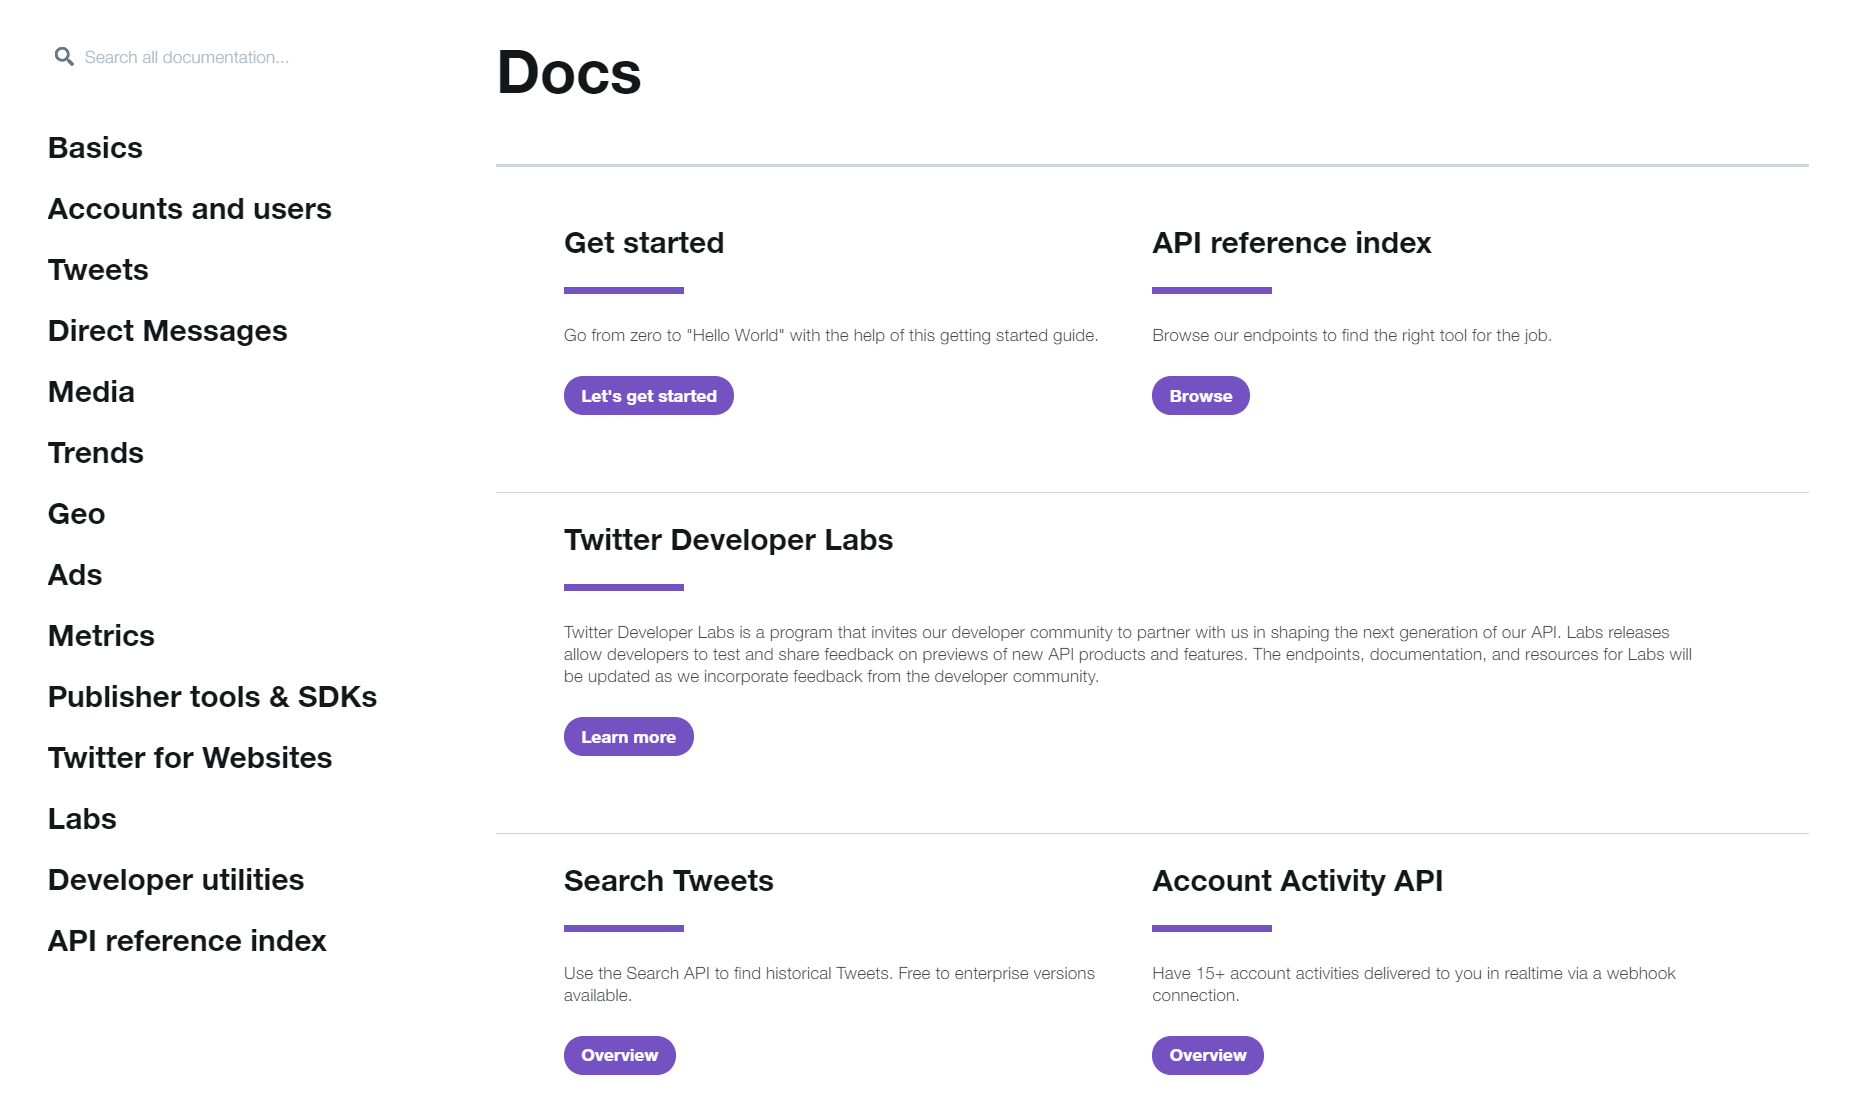 Search all documentation...
Basics
Accounts and users
Tweets
Direct Messages
Media
Trends
Geo
Ads
Metrics
Publisher tools & SDKs
Twitter for Websites
Labs
Developer utilities
API reference index
Docs
Get started
Go from zero to "Hello World" with the help of this getting started guide.
Let's get started
API reference index
Browse our endpoints to find the right tool for the job.
Browse
Twitter Developer Labs
Twitter Developer Labs is a program that invites our developer community to partner with us in shaping the next generation of our API. Labs releases
allow developers to test and share feedback on previews of new API products and features. The endpoints, documentation, and resources for Labs will
be updated as we incorporate feedback from the developer community.
Learn more
Search Tweets
Use the Search API to find historical Tweets. Free to enterprise versions
available.
Overview
Account Activity API
Have 15+ account activities delivered to you in realtime via a webhook
connection.
Overview